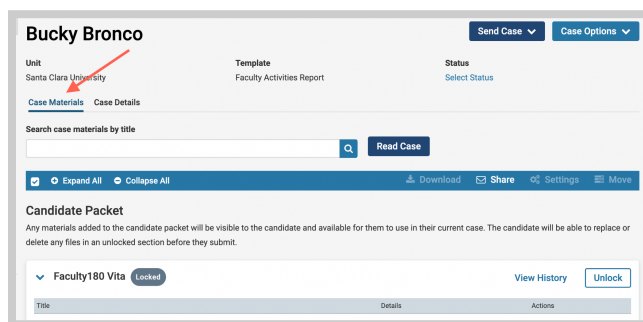 Bucky Bronco
Send Case
Case Options
Unit
Template
Status
Santa Clara University
Faculty Activities Report
Select Status
Case Materials
Case Details
Search case materials by title
Read Case
Expand All
Collapse All
Download
Share
Settings
Move
Candidate Packet
Any materials added to the candidate packet will be visible to the candidate and available for them to use in their current case. The candidate will be able to replace or
delete any files in an unlocked section before they submit.
Faculty180 Vita
Locked
View History
Unlock
Title
Details
Actions